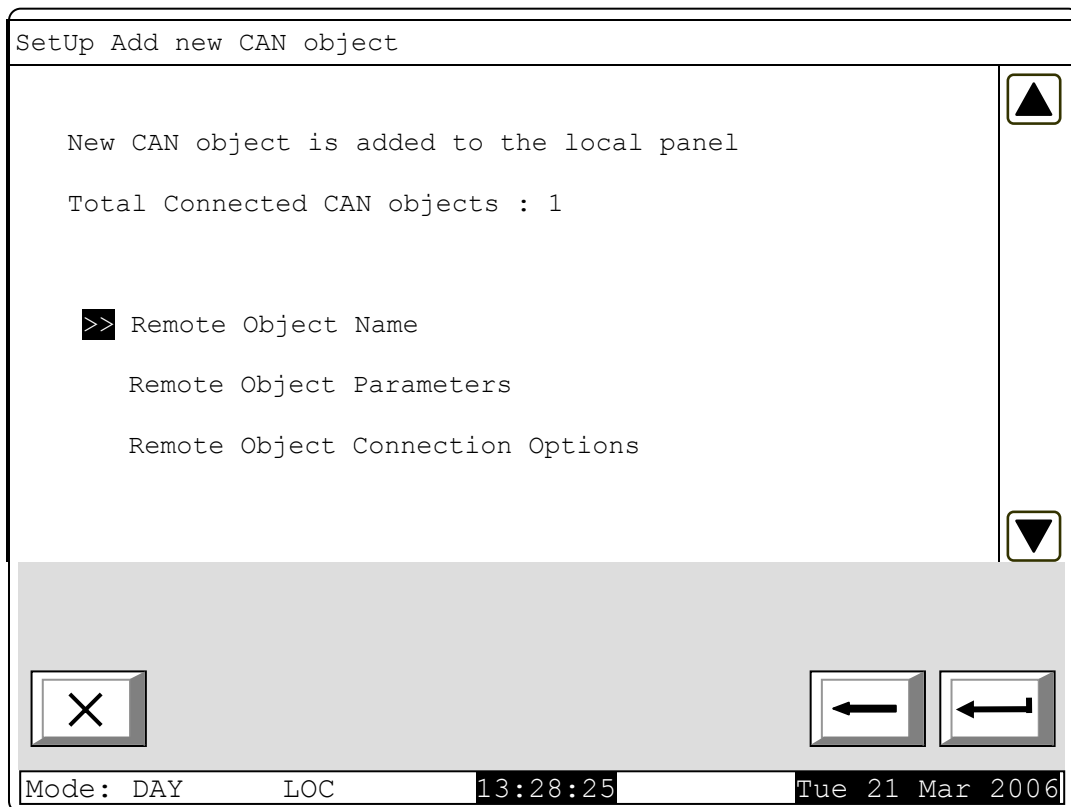 SetUp Add new CAN object
New CAN object is added to the local panel
Total Connected CAN objects : 1
>> Remote Object Name
Remote Object Parameters
Remote Object Connection Options
Mode: DAY LOC 13:28:25 Tue 21 Mar 2006